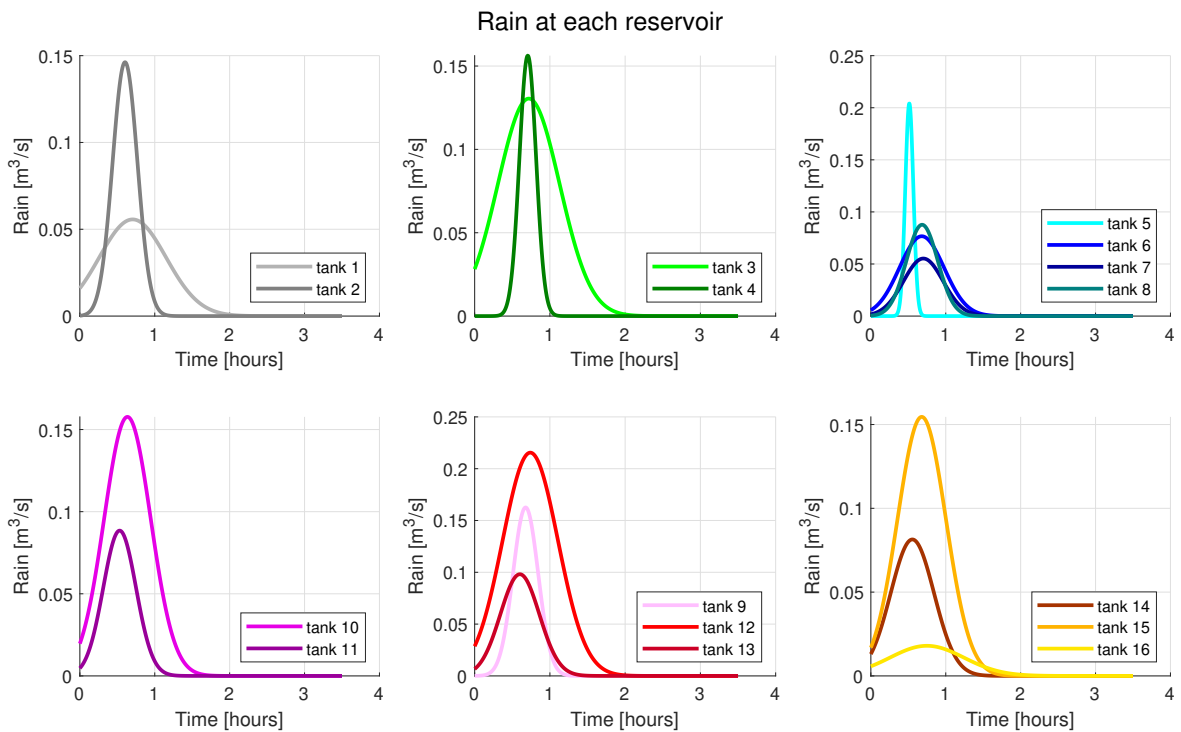 Rain at each reservoir
0.15
0.1
0.05
0
Rain [m³/s]
0 1 2 3 4
Time [hours]
tank 1
tank 2
0.15
0.1
0.05
0
Rain [m³/s]
0 1 2 3 4
Time [hours]
tank 3
tank 4
0.25
0.2
0.15
0.1
0.05
0
Rain [m³/s]
0 1 2 3 4
Time [hours]
tank 5
tank 6
tank 7
tank 8
0.15
0.1
0.05
0
Rain [m³/s]
0 1 2 3 4
Time [hours]
tank 10
tank 11
0.25
0.2
0.15
0.1
0.05
0
Rain [m³/s]
0 1 2 3 4
Time [hours]
tank 9
tank 12
tank 13
0.15
0.1
0.05
0
Rain [m³/s]
0 1 2 3 4
Time [hours]
tank 14
tank 15
tank 16